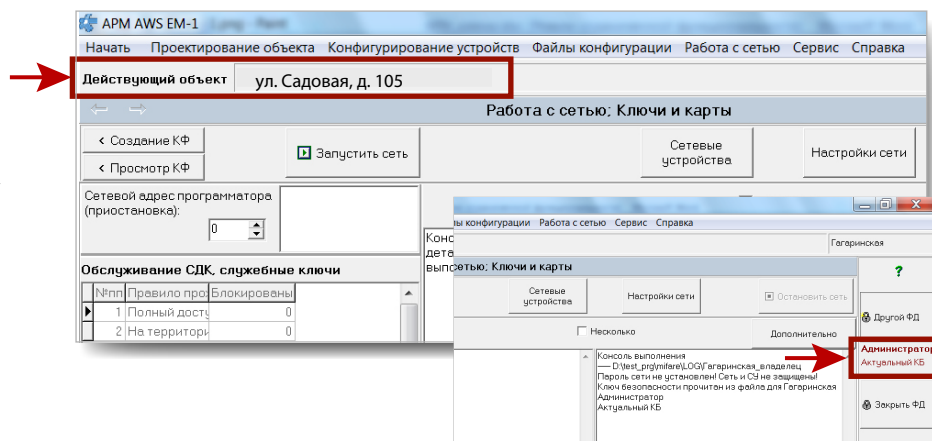 АРМ AWS EM-1
Начать Проектирование объекта Конфигурирование устройств Файлы конфигурации Работа с сетью Сервис Справка
Действующий объект ул. Садовая, д. 105
Работа с сетью; Ключи и карты
< Создание КФ
< Просмотр КФ
Запустить сеть
Сетевые
устройства
Настройки сети
Сетевой адрес программатора
(приостановка):
0
Обслуживание СДК, служебные ключи
№пп Правило про Блокированы
1 Полный досту 0
2 На территори 0
Конс
дета
выпо
лы конфигурации Работа с сетью Сервис Справка
Гагаринская
сетью; Ключи и карты
?
Сетевые
устройства
Настройки сети
Остановить сеть
Другой ФД
Несколько
Дополнительно
Администратор
Актуальный КБ
Консоль выполнения
---- D:\test_prg\mifare\LOG\Гагаринская_владелец
Пароль сети не установлен! Сеть и СУ не защищены!
Ключ безопасности прочитан из файла для Гагаринская
Администратор
Актуальный КБ
Закрыть ФД